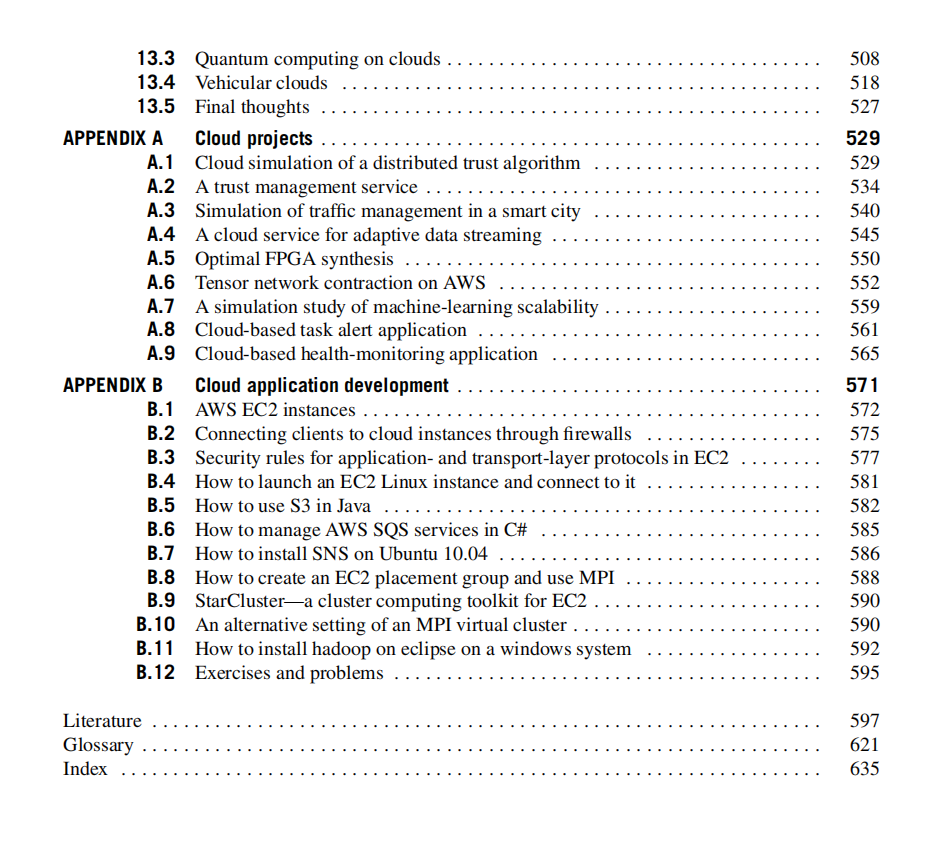 13.3 Quantum computing on clouds . . . . . . . . . . . . . . . . . . . . . . . . . . . . . . . . . . . . 508
13.4 Vehicular clouds . . . . . . . . . . . . . . . . . . . . . . . . . . . . . . . . . . . . . . . . . . . . . . 518
13.5 Final thoughts . . . . . . . . . . . . . . . . . . . . . . . . . . . . . . . . . . . . . . . . . . . . . . . . 527
APPENDIX A Cloud projects . . . . . . . . . . . . . . . . . . . . . . . . . . . . . . . . . . . . . . . . . . . . . . . . 529
A.1 Cloud simulation of a distributed trust algorithm . . . . . . . . . . . . . . . . . . . . . . 529
A.2 A trust management service . . . . . . . . . . . . . . . . . . . . . . . . . . . . . . . . . . . . . . 534
A.3 Simulation of traffic management in a smart city . . . . . . . . . . . . . . . . . . . . . . 540
A.4 A cloud service for adaptive data streaming . . . . . . . . . . . . . . . . . . . . . . . . . . 545
A.5 Optimal FPGA synthesis . . . . . . . . . . . . . . . . . . . . . . . . . . . . . . . . . . . . . . . . 550
A.6 Tensor network contraction on AWS . . . . . . . . . . . . . . . . . . . . . . . . . . . . . . . 552
A.7 A simulation study of machine-learning scalability . . . . . . . . . . . . . . . . . . . . . 559
A.8 Cloud-based task alert application . . . . . . . . . . . . . . . . . . . . . . . . . . . . . . . . . 561
A.9 Cloud-based health-monitoring application . . . . . . . . . . . . . . . . . . . . . . . . . . 565
APPENDIX B Cloud application development . . . . . . . . . . . . . . . . . . . . . . . . . . . . . . . . . . . 571
B.1 AWS EC2 instances . . . . . . . . . . . . . . . . . . . . . . . . . . . . . . . . . . . . . . . . . . . . 572
B.2 Connecting clients to cloud instances through firewalls . . . . . . . . . . . . . . . . . 575
B.3 Security rules for application- and transport-layer protocols in EC2 . . . . . . . . 577
B.4 How to launch an EC2 Linux instance and connect to it . . . . . . . . . . . . . . . . . 581
B.5 How to use S3 in Java . . . . . . . . . . . . . . . . . . . . . . . . . . . . . . . . . . . . . . . . . . 582
B.6 How to manage AWS SQS services in C# . . . . . . . . . . . . . . . . . . . . . . . . . . . 585
B.7 How to install SNS on Ubuntu 10.04 . . . . . . . . . . . . . . . . . . . . . . . . . . . . . . . 586
B.8 How to create an EC2 placement group and use MPI . . . . . . . . . . . . . . . . . . . 588
B.9 StarCluster—a cluster computing toolkit for EC2 . . . . . . . . . . . . . . . . . . . . . . 590
B.10 An alternative setting of an MPI virtual cluster . . . . . . . . . . . . . . . . . . . . . . . . 590
B.11 How to install hadoop on eclipse on a windows system . . . . . . . . . . . . . . . . . 592
B.12 Exercises and problems . . . . . . . . . . . . . . . . . . . . . . . . . . . . . . . . . . . . . . . . . 595
Literature . . . . . . . . . . . . . . . . . . . . . . . . . . . . . . . . . . . . . . . . . . . . . . . . . . . . . . . . . . . . . . . . 597
Glossary . . . . . . . . . . . . . . . . . . . . . . . . . . . . . . . . . . . . . . . . . . . . . . . . . . . . . . . . . . . . . . . . . 621
Index . . . . . . . . . . . . . . . . . . . . . . . . . . . . . . . . . . . . . . . . . . . . . . . . . . . . . . . . . . . . . . . . . . . 635